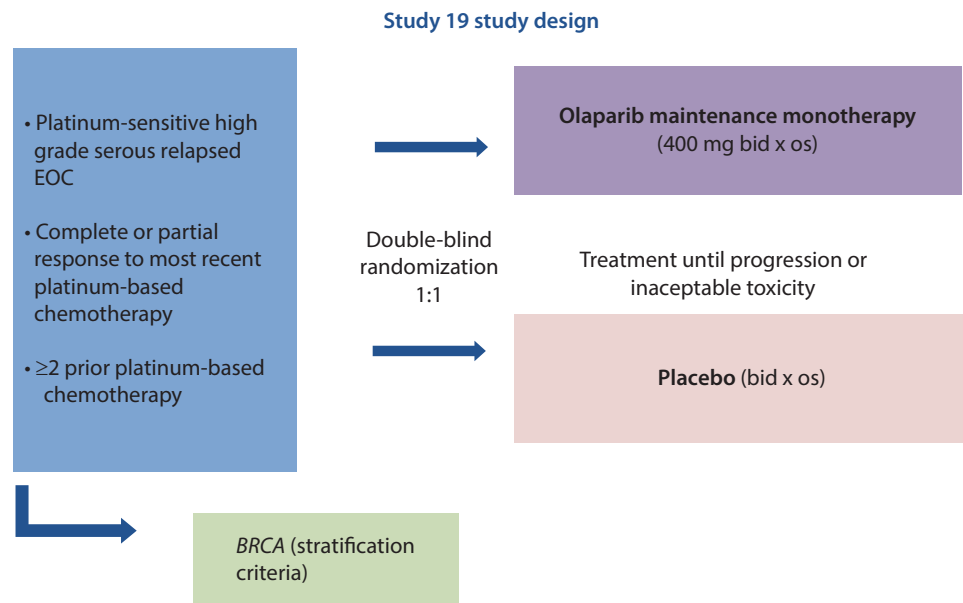 Study 19 study design
• Platinum-sensitive high
grade serous relapsed
EOC
• Complete or partial
response to most recent
platinum-based
chemotherapy
• ≥2 prior platinum-based
chemotherapy
Double-blind
randomization
1:1
Olaparib maintenance monotherapy
(400 mg bid x os)
Treatment until progression or
inaceptable toxicity
Placebo (bid x os)
BRCA (stratification
criteria)